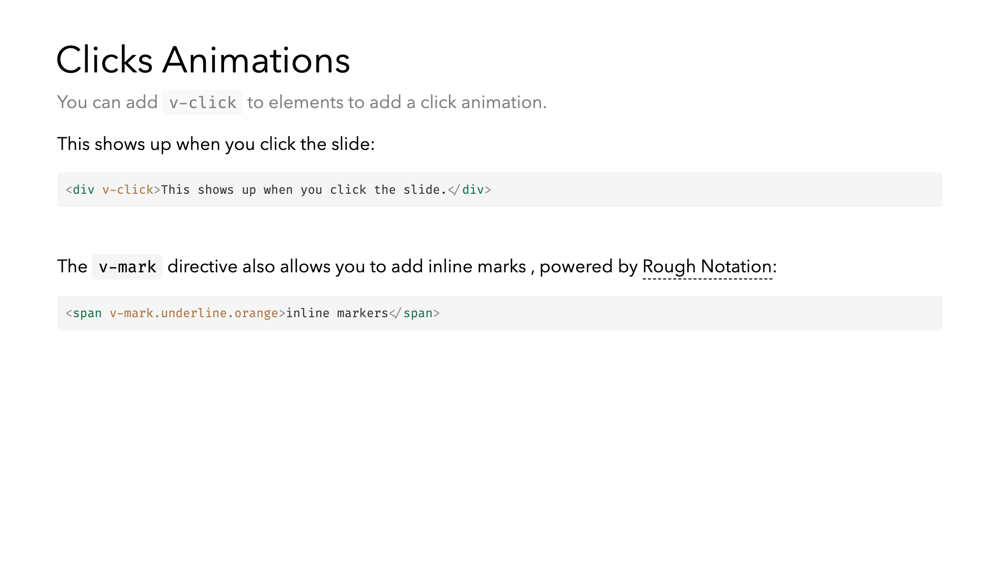 Clicks Animations
You can add v-click to elements to add a click animation.
This shows up when you click the slide:
<div v-click>This shows up when you click the slide.</div>
The v-mark directive also allows you to add inline marks , powered by Rough Notation:
<span v-mark.underline.orange>inline markers</span>